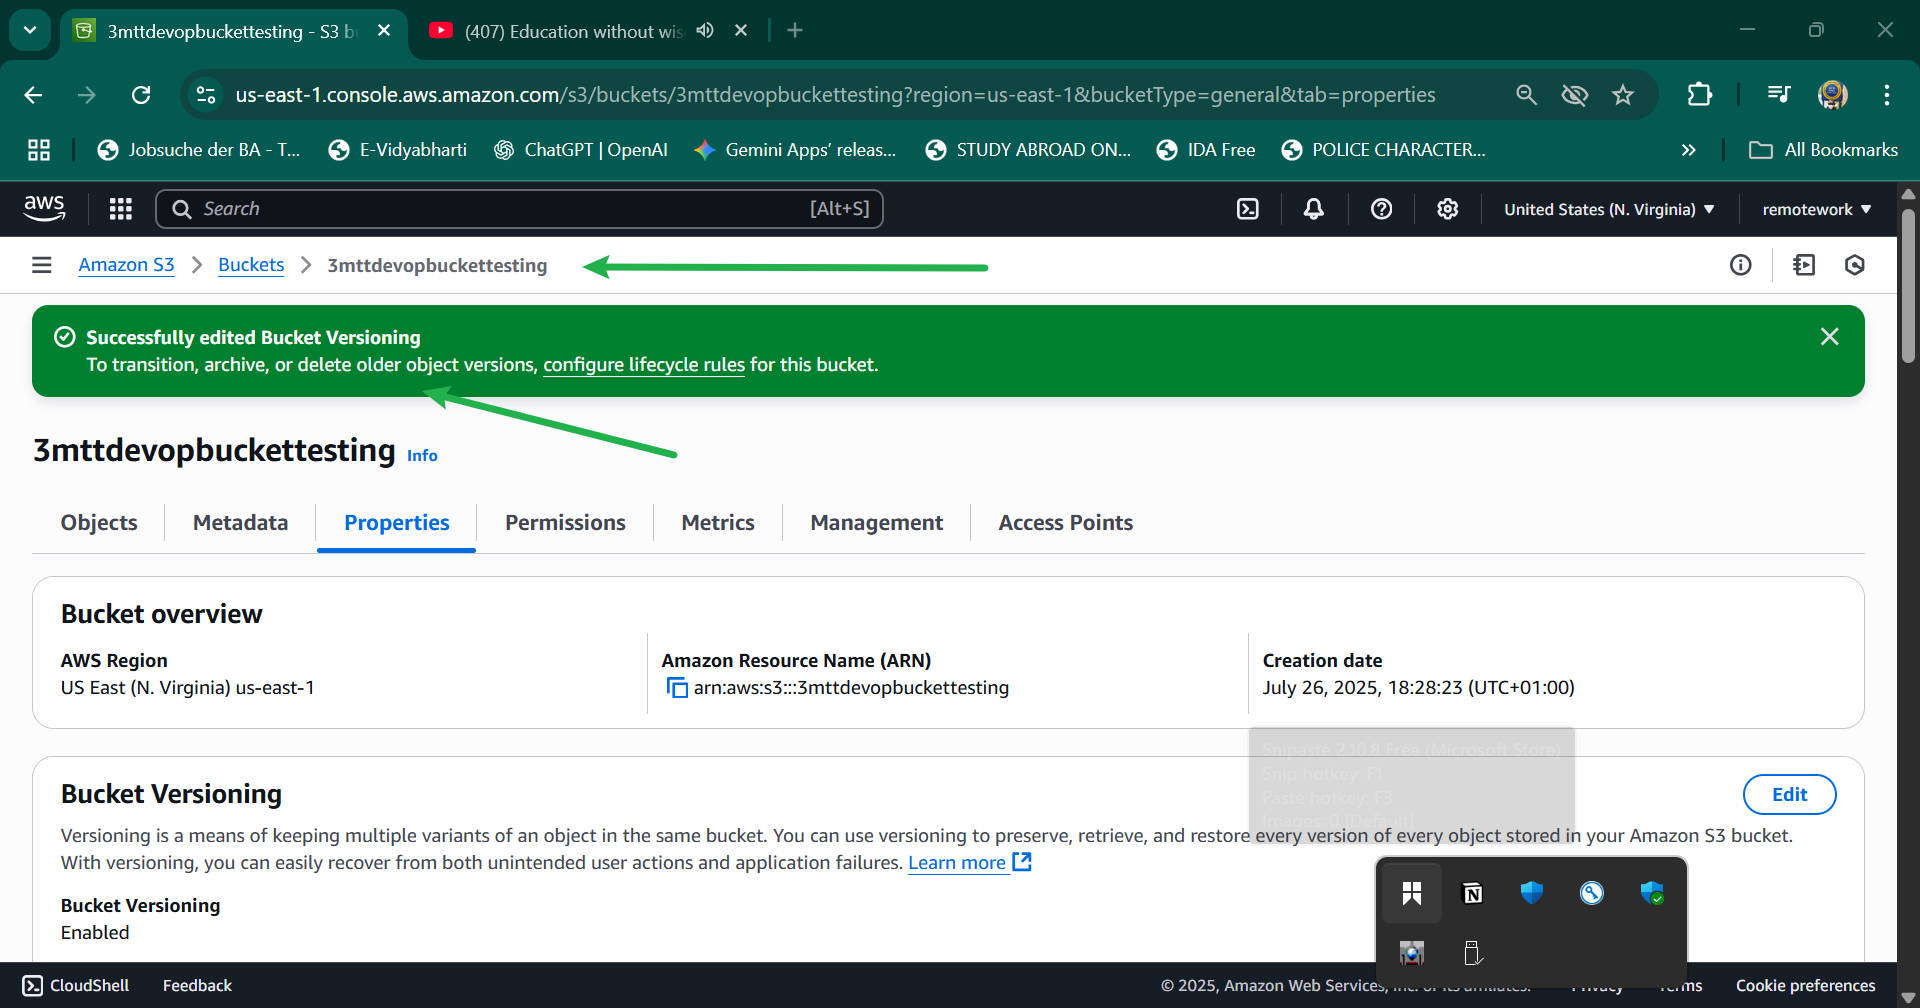 3mttdevopbuckettesting - S3 b
(407) Education without wis
us-east-1.console.aws.amazon.com/s3/buckets/3mttdevopbuckettesting?region=us-east-1&bucketType=general&tab=properties
Jobsuche der BA - T...
E-Vidyabharti
ChatGPT | OpenAI
Gemini Apps’ releas...
STUDY ABROAD ON...
IDA Free
POLICE CHARACTER...
All Bookmarks
aws
Search
[Alt+S]
United States (N. Virginia)
remotework
Amazon S3
Buckets
3mttdevopbuckettesting
Successfully edited Bucket Versioning
To transition, archive, or delete older object versions, configure lifecycle rules for this bucket.
3mttdevopbuckettesting Info
Objects
Metadata
Properties
Permissions
Metrics
Management
Access Points
Bucket overview
AWS Region
US East (N. Virginia) us-east-1
Amazon Resource Name (ARN)
arn:aws:s3:::3mttdevopbuckettesting
Creation date
July 26, 2025, 18:28:23 (UTC+01:00)
Snipaste 2.10.8 Free (Microsoft Store)
Snip hotkey: F1
Paste hotkey: F3
Images: 0 [Default]
Bucket Versioning
Edit
Versioning is a means of keeping multiple variants of an object in the same bucket. You can use versioning to preserve, retrieve, and restore every version of every object stored in your Amazon S3 bucket.
With versioning, you can easily recover from both unintended user actions and application failures. Learn more
Bucket Versioning
Enabled
CloudShell
Feedback
© 2025, Amazon Web Services, Inc. or its affiliates.
Privacy
Terms
Cookie preferences